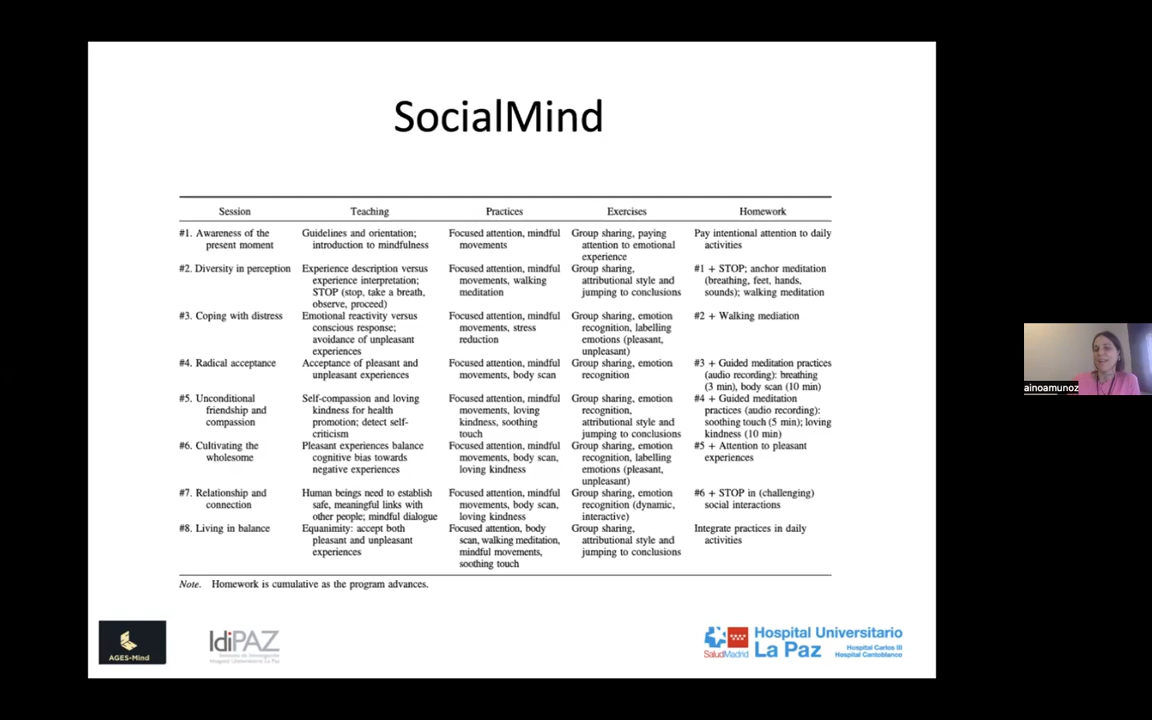 SocialMind
Session Teaching Practices Exercises Homework
#1. Awareness of the present moment
Guidelines and orientation; introduction to mindfulness
Focused attention, mindful movements
Group sharing, paying attention to emotional experience
Pay intentional attention to daily activities
#2. Diversity in perception
Experience description versus experience interpretation; STOP (stop, take a breath, observe, proceed)
Focused attention, mindful movements, walking meditation
Group sharing, attributional style and jumping to conclusions
#1 + STOP; anchor meditation (breathing, feet, hands, sounds); walking meditation
#3. Coping with distress
Emotional reactivity versus conscious response; avoidance of unpleasant experiences
Focused attention, mindful movements, stress reduction
Group sharing, emotion recognition, labelling emotions (pleasant, unpleasant)
#2 + Walking mediation
#4. Radical acceptance
Acceptance of pleasant and unpleasant experiences
Focused attention, mindful movements, body scan
Group sharing, emotion recognition
#3 + Guided meditation practices (audio recording): breathing (3 min), body scan (10 min)
#5. Unconditional friendship and compassion
Self-compassion and loving kindness for health promotion; detect self-criticism
Focused attention, mindful movements, loving kindness, soothing touch
Group sharing, emotion recognition, attributional style and jumping to conclusions
#4 + Guided meditation practices (audio recording): soothing touch (5 min); loving kindness (10 min)
#6. Cultivating the wholesome
Pleasant experiences balance cognitive bias towards negative experiences
Focused attention, mindful movements, body scan, loving kindness
Group sharing, emotion recognition, labelling emotions (pleasant, unpleasant)
#5 + Attention to pleasant experiences
#7. Relationship and connection
Human beings need to establish safe, meaningful links with other people; mindful dialogue
Focused attention, mindful movements, body scan, loving kindness
Group sharing, emotion recognition (dynamic, interactive)
#6 + STOP in (challenging) social interactions
#8. Living in balance
Equanimity: accept both pleasant and unpleasant experiences
Focused attention, body scan, walking meditation, mindful movements, soothing touch
Group sharing, attributional style and jumping to conclusions
Integrate practices in daily activities
Note. Homework is cumulative as the program advances.
AGES-Mind
IdiPAZ
Instituto de Investigación
Hospital Universitario La Paz
SaludMadrid
Hospital Universitario
La Paz
Hospital Carlos III
Hospital Cantoblanco
ainoamunoz